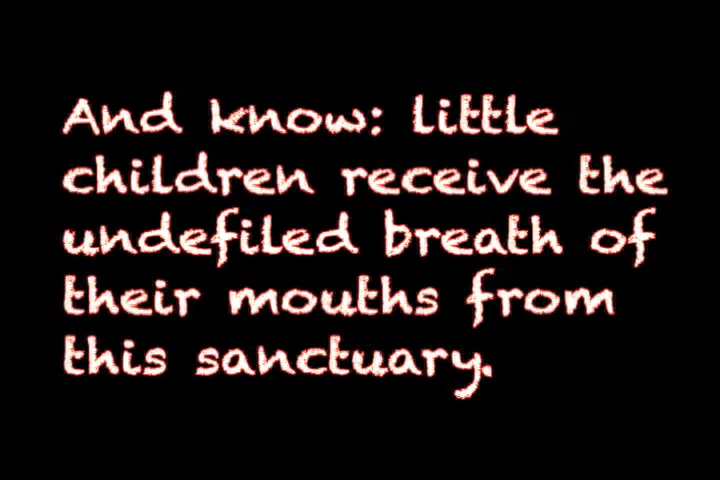 And know: little
children receive the
undefiled breath of
their mouths from
this sanctuary.